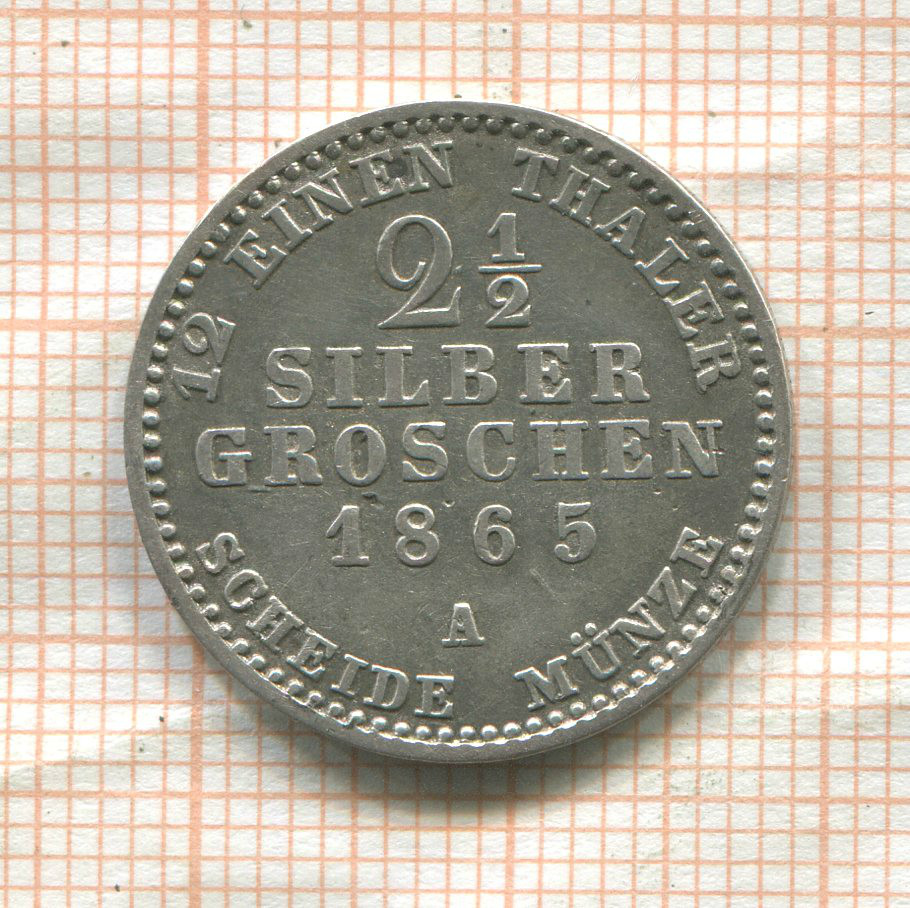 12 EINEN THALER
2 1/2
SILBER
GROSCHEN
1865
A
SCHEIDE MÜNZE